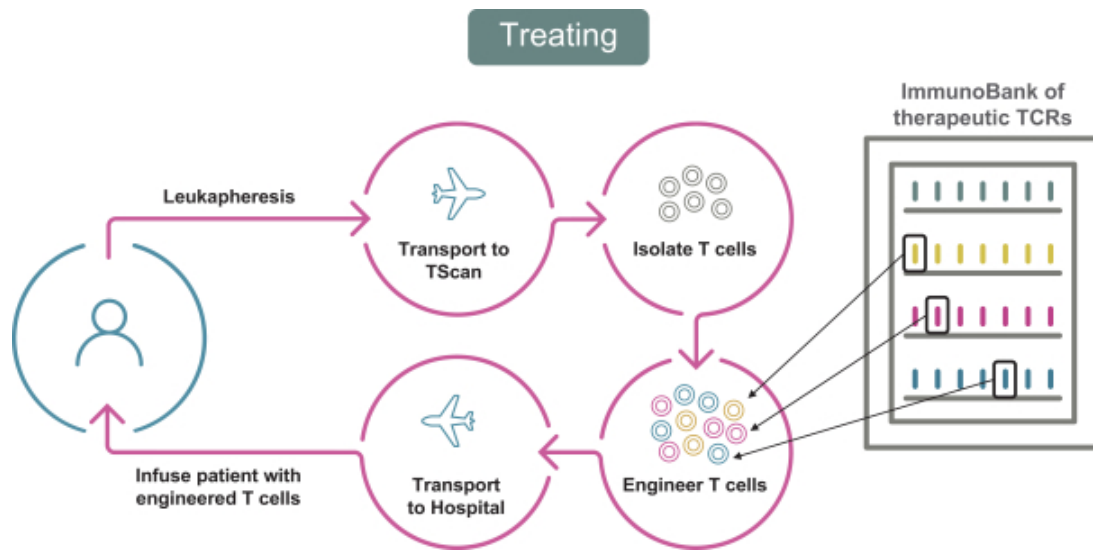 Treating
ImmunoBank of
therapeutic TCRs
Leukapheresis
Transport to
TScan
Isolate T cells
Infuse patient with
engineered T cells
Transport
to Hospital
Engineer T cells